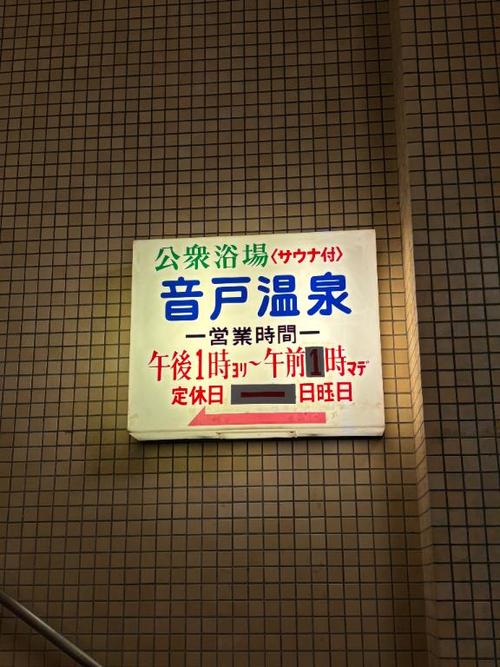 公衆浴場〈サウナ付〉
音戸温泉
ー営業時間ー
午後1時ヨリ〜午前1時マデ
定休日 ー 日曜日